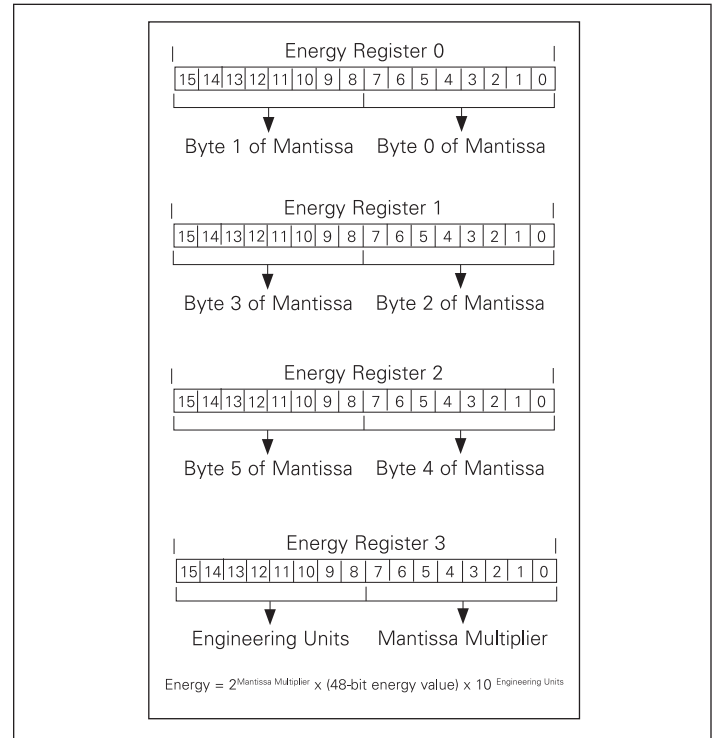 Energy Register 0
15 14 13 12 11 10 9 8 7 6 5 4 3 2 1 0
Byte 1 of Mantissa Byte 0 of Mantissa
Energy Register 1
15 14 13 12 11 10 9 8 7 6 5 4 3 2 1 0
Byte 3 of Mantissa Byte 2 of Mantissa
Energy Register 2
15 14 13 12 11 10 9 8 7 6 5 4 3 2 1 0
Byte 5 of Mantissa Byte 4 of Mantissa
Energy Register 3
15 14 13 12 11 10 9 8 7 6 5 4 3 2 1 0
Engineering Units Mantissa Multiplier
Energy = 2 Mantissa Multiplier x (48-bit energy value) x 10 Engineering Units